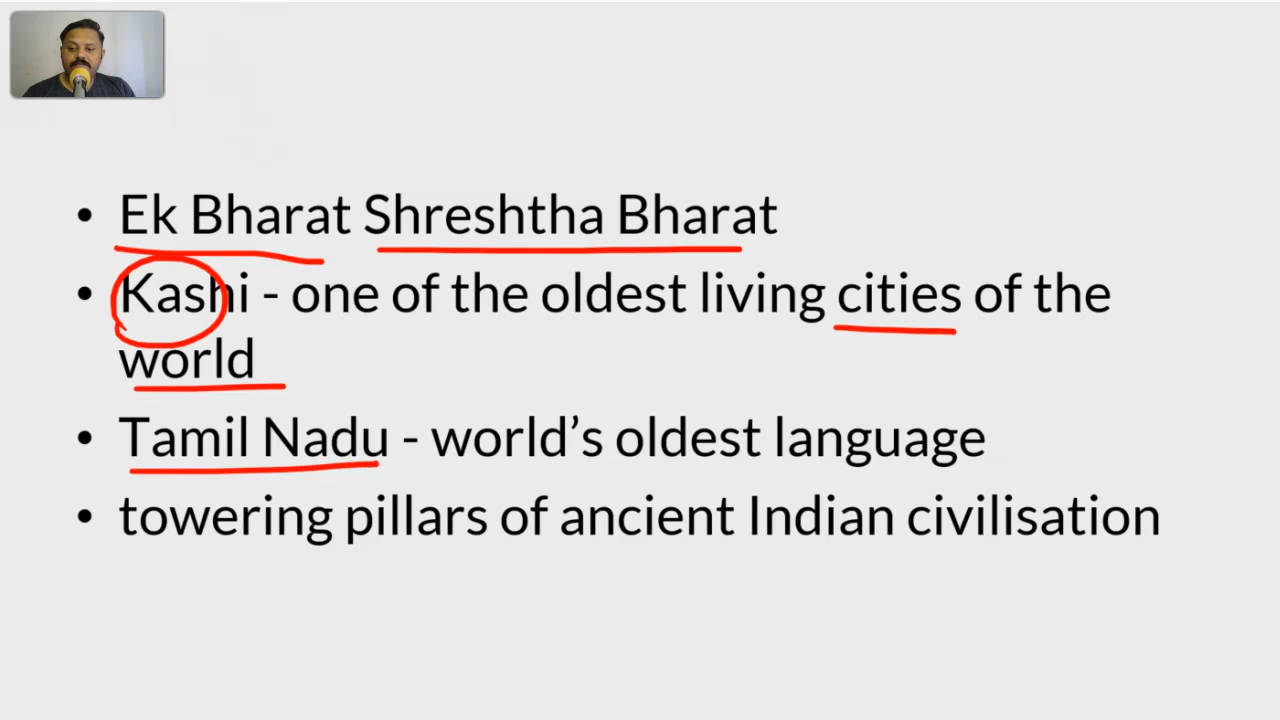 • Ek Bharat Shreshtha Bharat
• Kashi - one of the oldest living cities of the
world
• Tamil Nadu - world’s oldest language
• towering pillars of ancient Indian civilisation